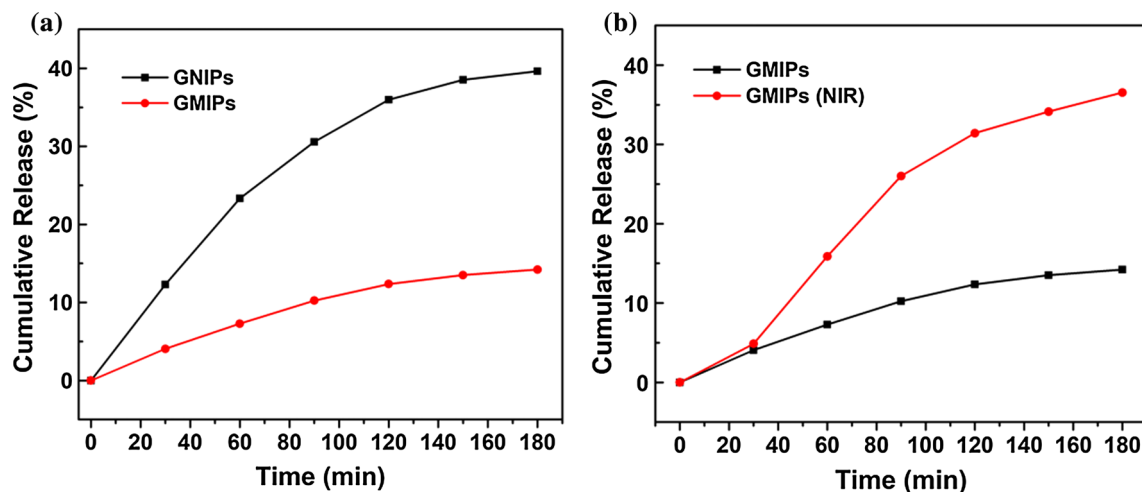 (a)
GNIPs
GMIPs
Cumulative Release (%)
40
30
20
10
0
0 20 40 60 80 100 120 140 160 180
Time (min)
(b)
GMIPs
GMIPs (NIR)
Cumulative Release (%)
40
30
20
10
0
0 20 40 60 80 100 120 140 160 180
Time (min)